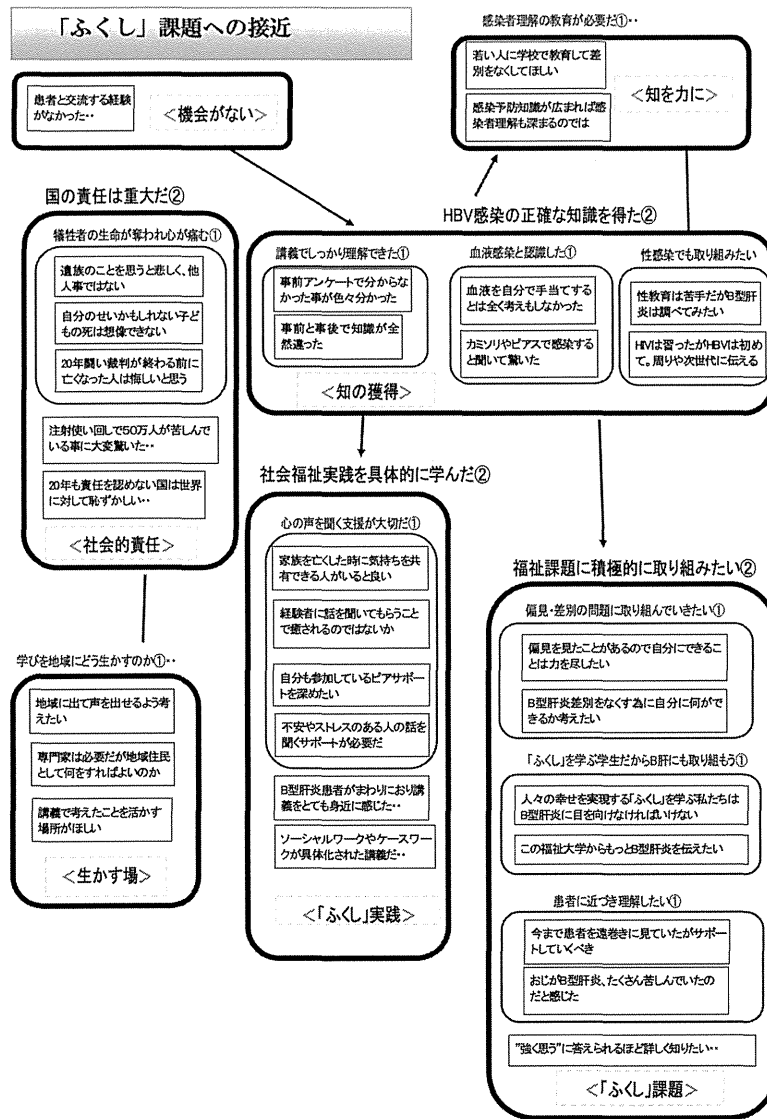 「ふくし」課題への接近
患者と交流する経験
がなかった・・
＜機会がない＞
感染者理解の教育が必要だ①・・
若い人に学校で教育して差
別をなくしてほしい
感染予防知識が広まれば感
染者理解も深まるのでは
＜知を力に＞
国の責任は重大だ②
犠牲者の生命が奪われ心が痛む①
遺族のことを思うと悲しく、他
人事ではない
自分のせいかもしれない子ど
もの死は想像できない
20年闘い裁判が終わる前に
亡くなった人は悔しいと思う
注射使い回しで50万人が苦しんで
いる事に大変驚いた・・
20年も責任を認めない国は世界
に対して恥ずかしい・・
＜社会的責任＞
HBV感染の正確な知識を得た②
講義でしっかり理解できた①
事前アンケートで分からな
かった事が色々分かった
事前と事後で知識が全
然違った
＜知の獲得＞
血液感染と認識した①
血液を自分で手当てすると
は全く考えもしなかった
カミソリやピアスで感染する
と聞いて驚いた
性感染でも取り組みたい
性教育は苦手だがB型肝
炎は調べてみたい
HIVは習ったがHBVは初め
て。周りや次世代に伝える
学びを地域にどう生かすのか①・・
地域に出て声を出せるよう考
えたい
専門家は必要だが地域住民
として何をすればよいのか
講義で考えたことを活かす
場所がほしい
＜生かす場＞
社会福祉実践を具体的に学んだ②
心の声を聞く支援が大切だ①
家族を亡くした時に気持ちを共
有できる人がいると良い
経験者に話を聞いてもらうこと
で癒されるのではないか
自分も参加しているピアサポー
トを深めたい
不安やストレスのある人の話を
聞くサポートが必要だ
B型肝炎患者がまわりにおり講
義をとても身近に感じた・・
ソーシャルワークやケースワー
クが具体化された講義だ・・
＜「ふくし」実践＞
福祉課題に積極的に取り組みたい②
偏見・差別の問題に取り組んでいきたい①
偏見を見たことがあるので自分にできるこ
とは力を尽したい
B型肝炎差別をなくす為に自分に何がで
きるか考えたい
「ふくし」を学ぶ学生だからB肝にも取り組もう①
人々の幸せを実現する「ふくし」を学ぶ私たちは
B型肝炎に目を向けなければいけない
この福祉大学からもっとB型肝炎を伝えたい
患者に近づき理解したい①
今まで患者を遠巻きに見ていたがサポー
トしていくべき
おじがB型肝炎、たくさん苦しんでいたの
だと感じた
"強く思う"に答えられるほど詳しく知りたい・・
＜「ふくし」課題＞